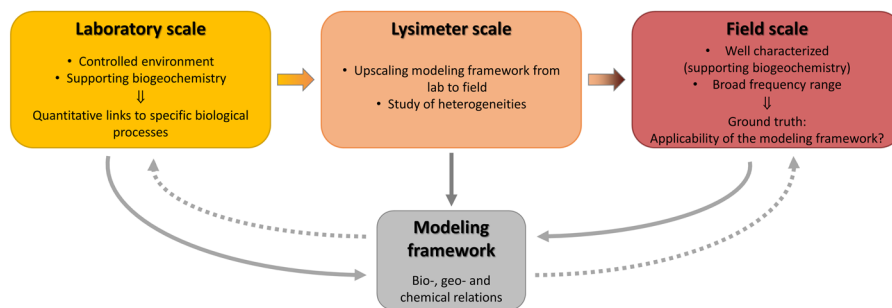 Laboratory scale
• Controlled environment
• Supporting biogeochemistry
⇓
Quantitative links to specific biological
processes
Lysimeter scale
• Upscaling modeling framework from
lab to field
• Study of heterogeneities
Field scale
• Well characterized
(supporting biogeochemistry)
• Broad frequency range
⇓
Ground truth:
Applicability of the modeling framework?
Modeling
framework
Bio-, geo- and
chemical relations